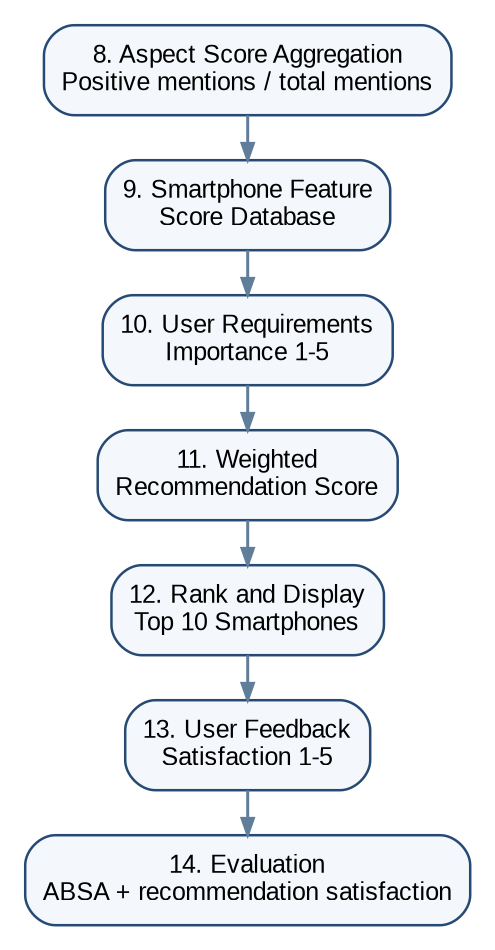 8. Aspect Score Aggregation
Positive mentions / total mentions
9. Smartphone Feature
Score Database
10. User Requirements
Importance 1-5
11. Weighted
Recommendation Score
12. Rank and Display
Top 10 Smartphones
13. User Feedback
Satisfaction 1-5
14. Evaluation
ABSA + recommendation satisfaction